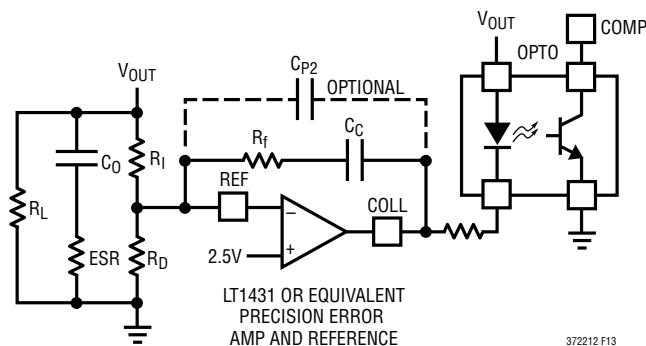 VOUT
COMP
OPTO
VOUT
CP2
OPTIONAL
Rf
CC
CO
RI
REF
COLL
RL
–
+
ESR
RD
2.5V
LT1431 OR EQUIVALENT
PRECISION ERROR
AMP AND REFERENCE
372212 F13